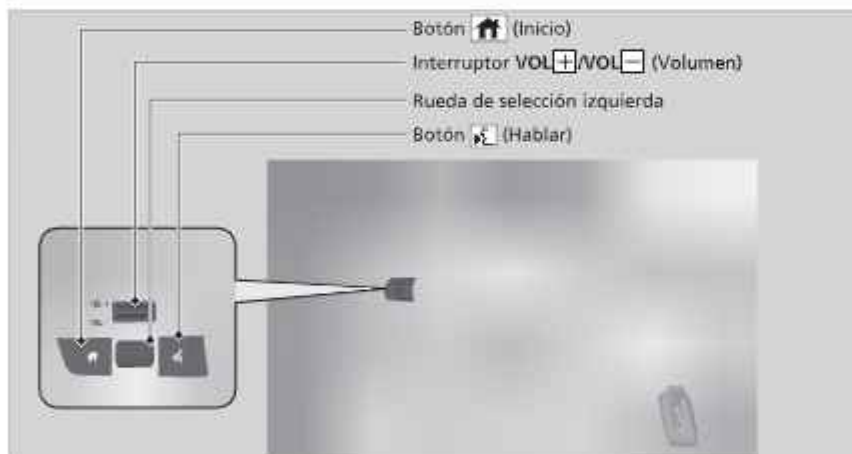 Botón (Inicio)
Interruptor VOL+/VOL− (Volumen)
Rueda de selección izquierda
Botón (Hablar)